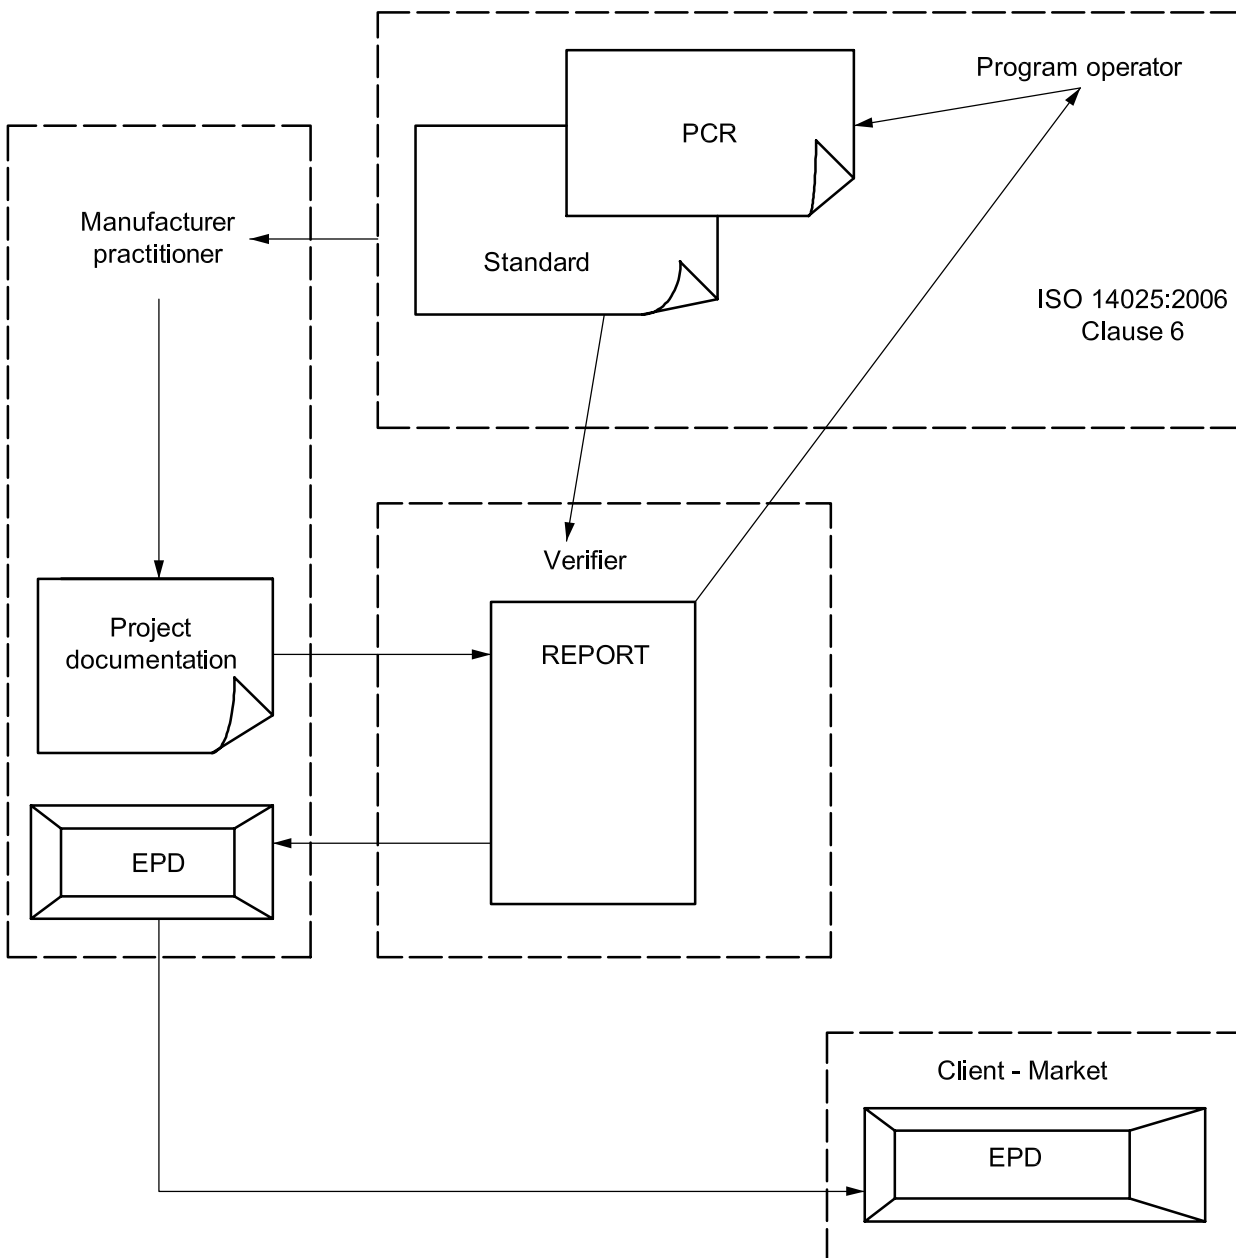 Program operator
PCR
Manufacturer
practitioner
Standard
ISO 14025:2006
Clause 6
Verifier
Project
documentation
REPORT
EPD
Client - Market
EPD